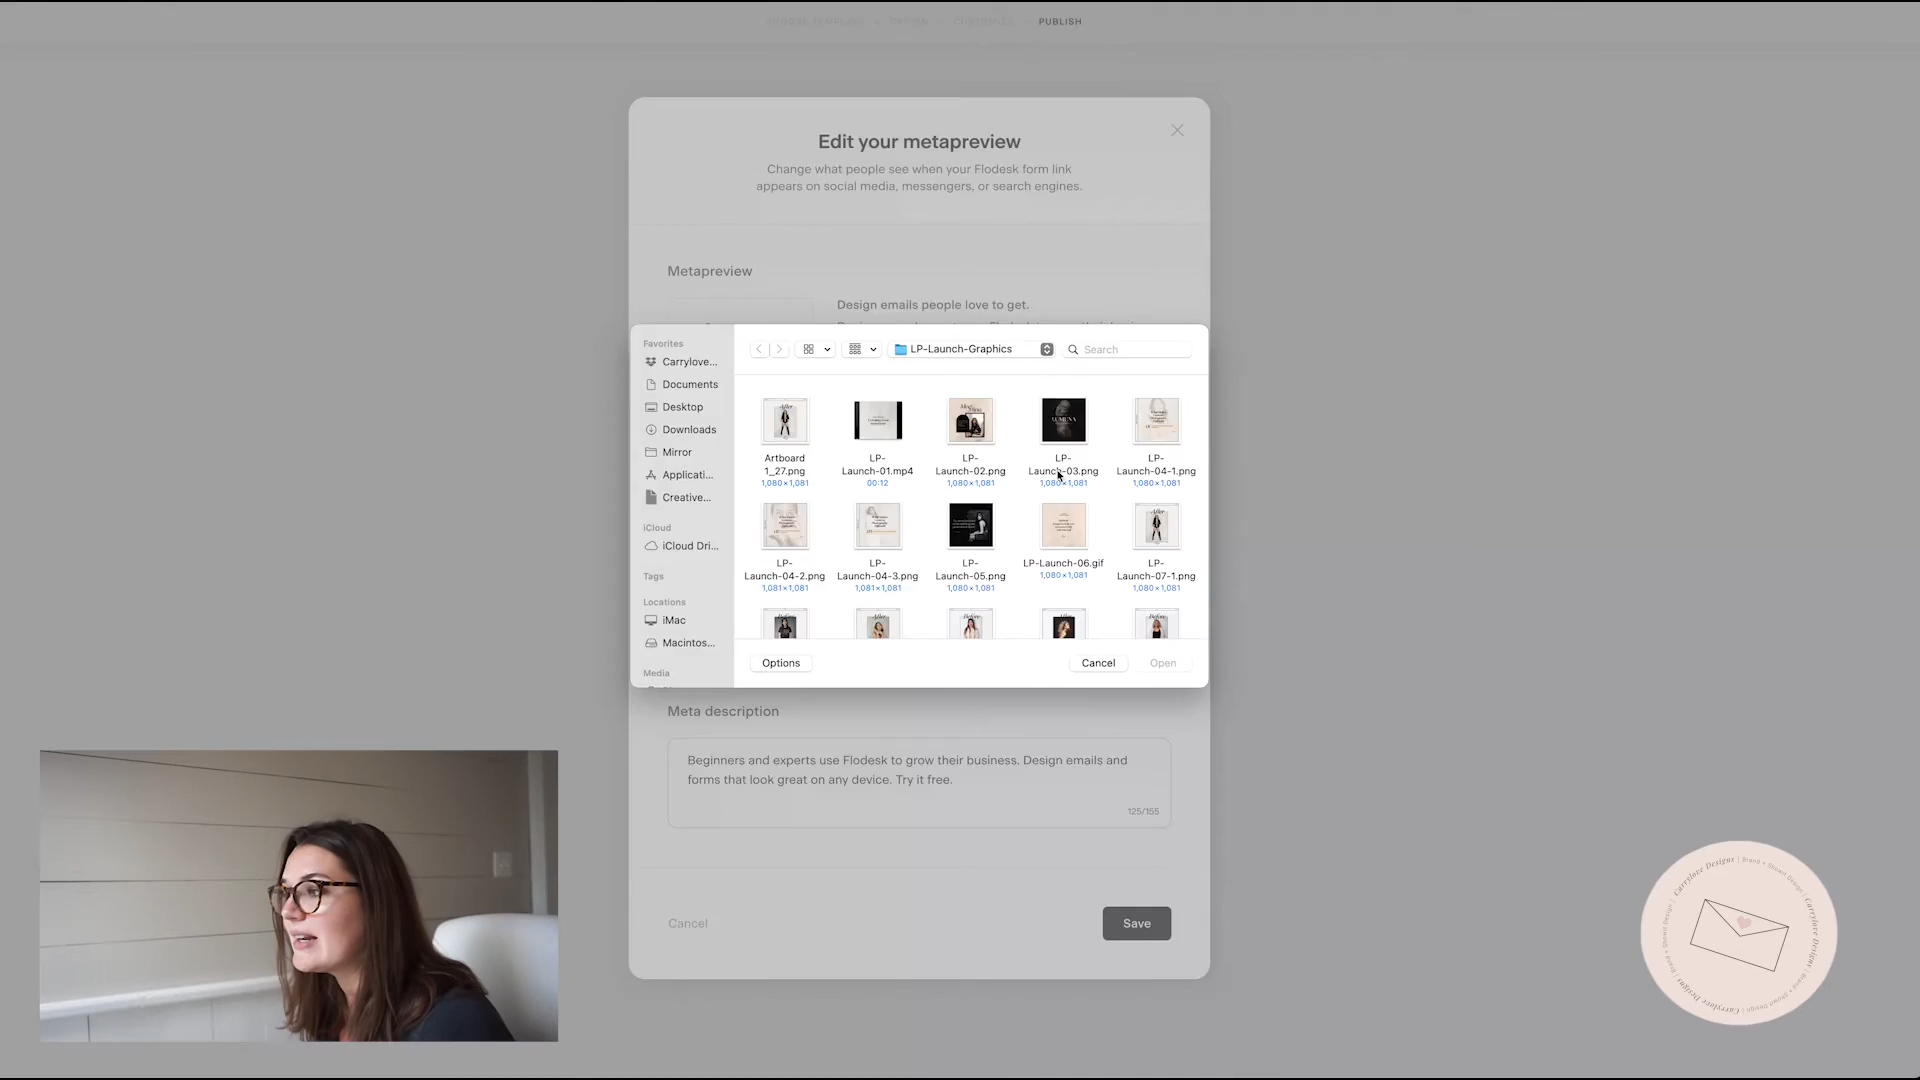 CHOOSE TEMPLATE
DESIGN
CUSTOMIZE
PUBLISH
Edit your metapreview
Change what people see when your Flodesk form link
appears on social media, messengers, or search engines.
Metapreview
Design emails people love to get.
Favorites
Carrylove...
Documents
Desktop
Downloads
Mirror
Applicati...
Creative...
iCloud
iCloud Dri...
Tags
Locations
iMac
Macintos...
Media
LP-Launch-Graphics
Search
Artboard
1_27.png
1,080×1,081
LP-
Launch-01.mp4
00:12
LP-
Launch-02.png
1,080×1,081
LP-
Launch-03.png
1,080×1,081
LP-
Launch-04-1.png
1,080×1,081
LP-
Launch-04-2.png
1,081×1,081
LP-
Launch-04-3.png
1,081×1,081
LP-
Launch-05.png
1,080×1,081
LP-Launch-06.gif
1,080×1,081
LP-
Launch-07-1.png
1,080×1,081
Options
Cancel
Open
Meta description
Beginners and experts use Flodesk to grow their business. Design emails and
forms that look great on any device. Try it free.
125/155
Cancel
Save
Carrylove Designs